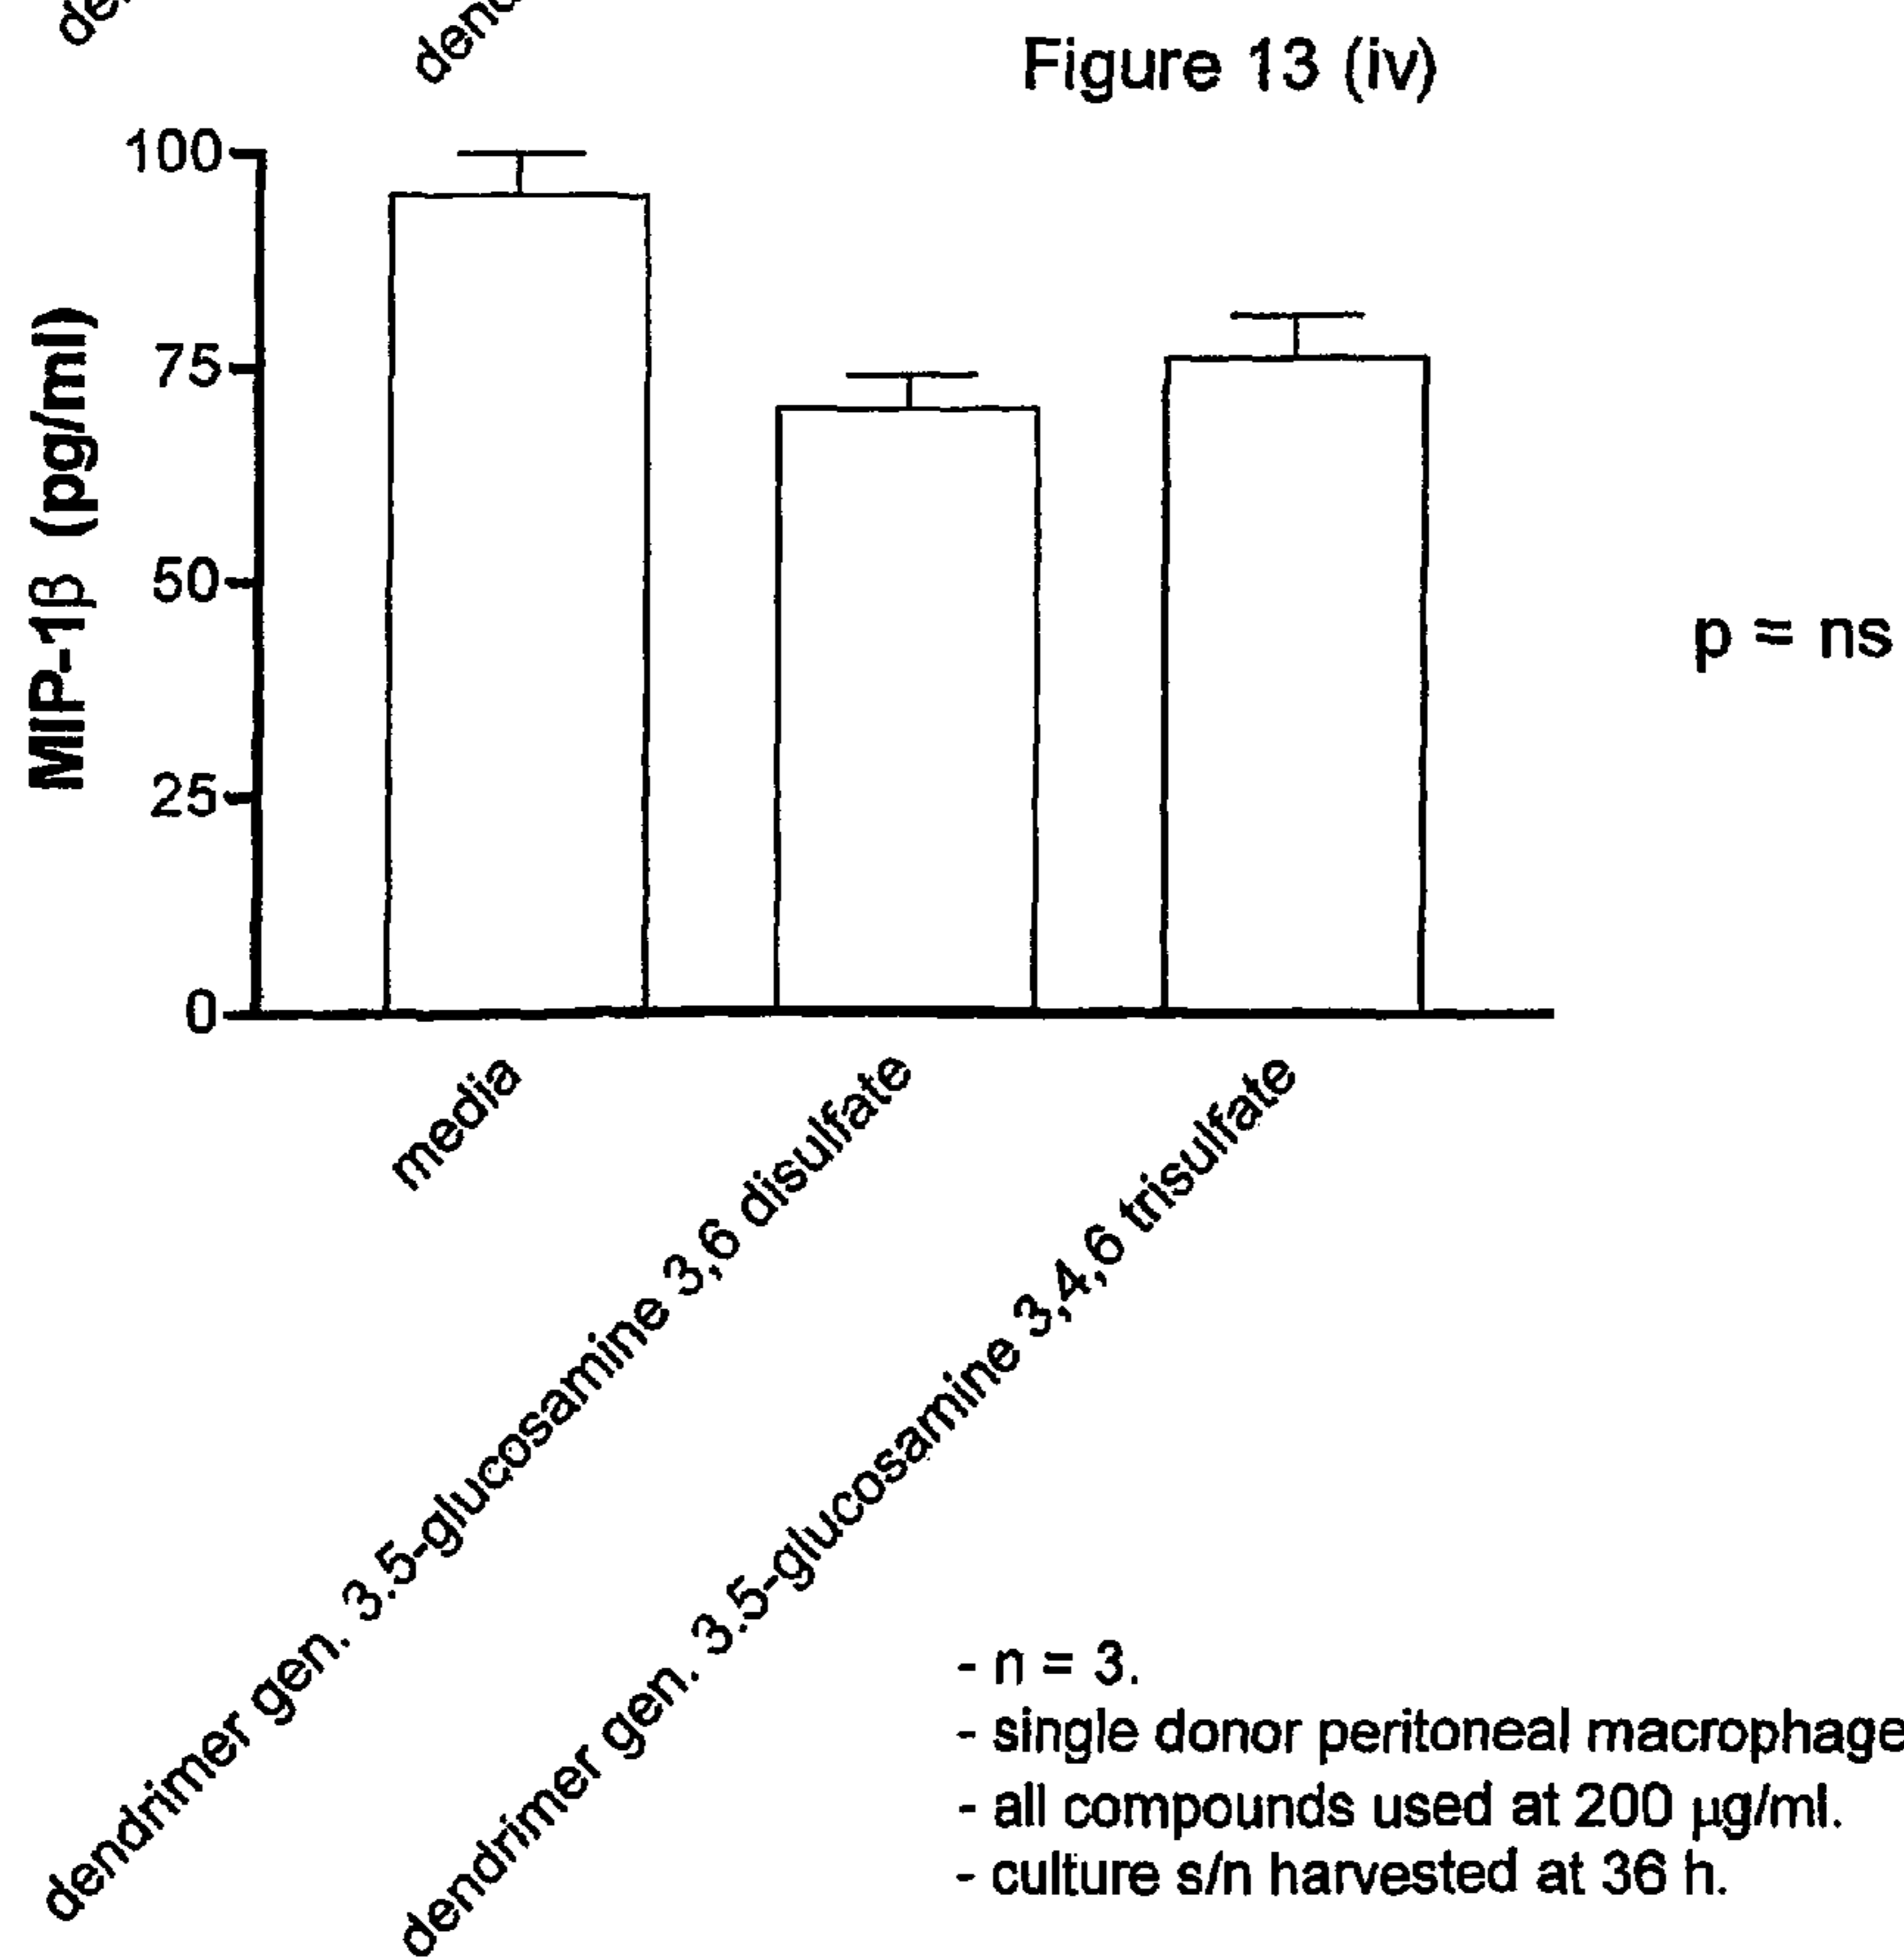 Figure 13 (iv)
100
75
50
25
0
MIP-1β (pg/ml)
p = ns
media
dendrimer gen. 3.5-glucosamine 3,6 disulfate
dendrimer gen. 3.5-glucosamine 3,4,6 trisulfate
- n = 3.
- single donor peritoneal macrophage
- all compounds used at 200 µg/ml.
- culture s/n harvested at 36 h.